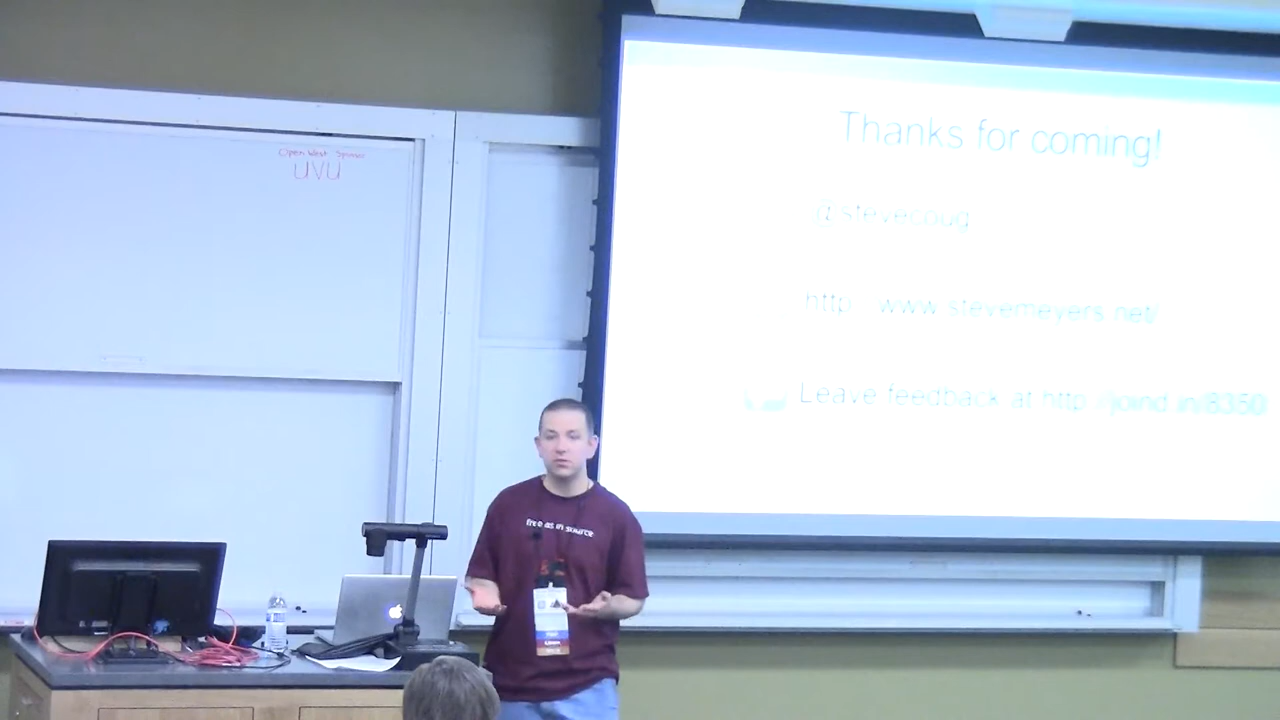 Open West Sponsor
UVU
Thanks for coming!
@stevecoug
http://www.stevemeyers.net/
Leave feedback at http://joind.in/8350
free as in source